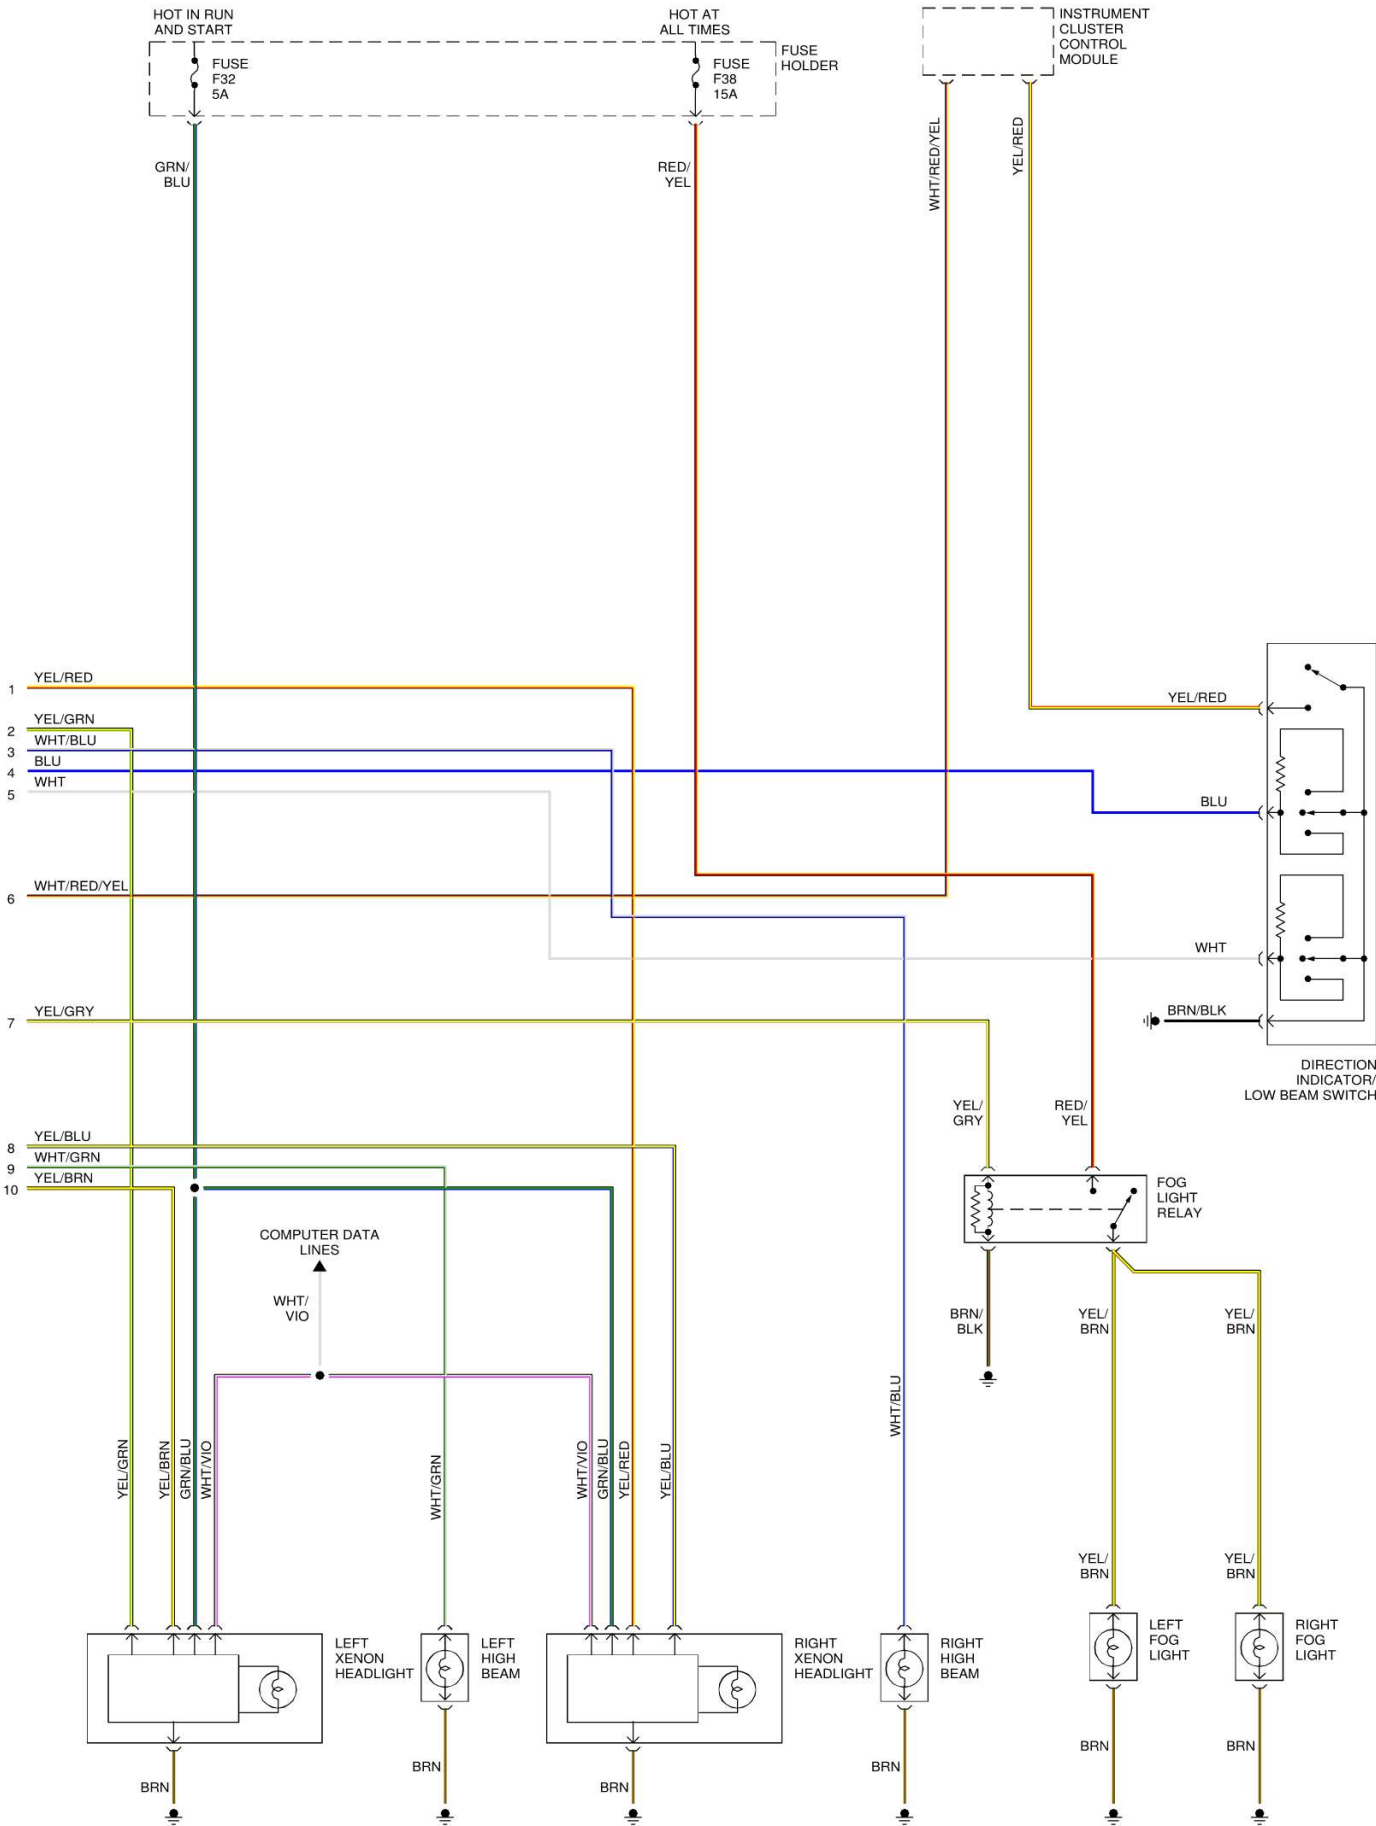 HOT IN RUN
AND START
HOT AT
ALL TIMES
INSTRUMENT
CLUSTER
CONTROL
MODULE
FUSE
HOLDER
FUSE
F32
5A
FUSE
F38
15A
GRN/
BLU
RED/
YEL
WHT/RED/YEL
YEL/RED
1
YEL/RED
2
YEL/GRN
3
WHT/BLU
4
BLU
5
WHT
6
WHT/RED/YEL
7
YEL/GRY
8
YEL/BLU
9
WHT/GRN
10
YEL/BRN
YEL/RED
BLU
WHT
BRN/BLK
DIRECTION
INDICATOR/
LOW BEAM SWITCH
YEL/
GRY
RED/
YEL
FOG
LIGHT
RELAY
COMPUTER DATA
LINES
WHT/
VIO
BRN/
BLK
YEL/
BRN
YEL/
BRN
YEL/GRN
YEL/BRN
GRN/BLU
WHT/VIO
WHT/GRN
WHT/VIO
GRN/BLU
YEL/RED
YEL/BLU
WHT/BLU
YEL/
BRN
YEL/
BRN
LEFT
XENON
HEADLIGHT
LEFT
HIGH
BEAM
RIGHT
XENON
HEADLIGHT
RIGHT
HIGH
BEAM
LEFT
FOG
LIGHT
RIGHT
FOG
LIGHT
BRN
BRN
BRN
BRN
BRN
BRN